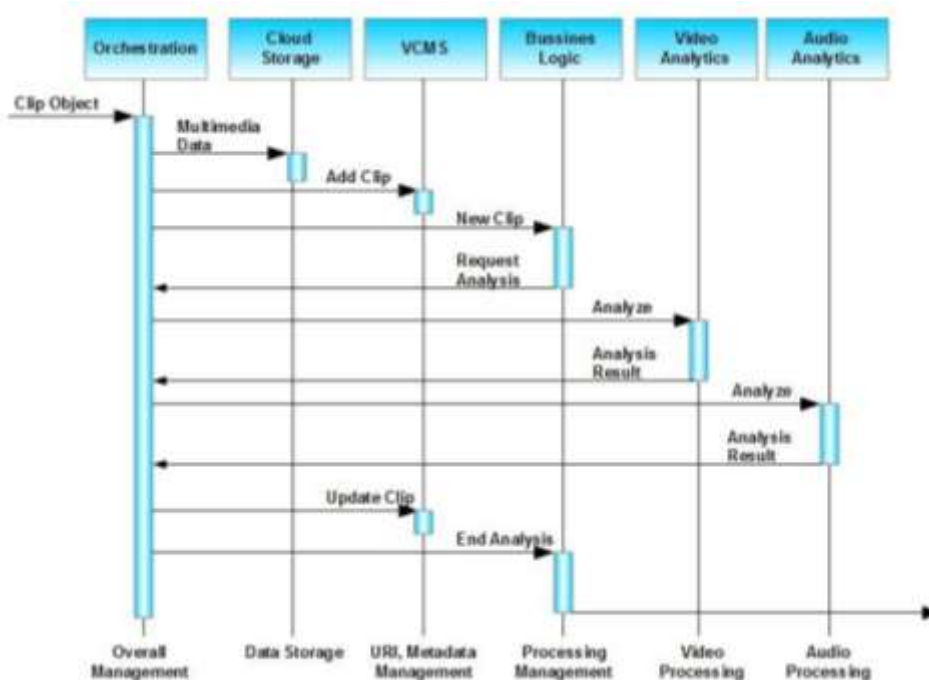 Orchestration
Cloud
Storage
VCMS
Bussines
Logic
Video
Analytics
Audio
Analytics
Clip Object
Multimedia
Data
Add Clip
New Clip
Request
Analysis
Analyze
Analysis
Result
Analyze
Analysis
Result
Update Clip
End Analysis
Overall
Management
Data Storage
URI, Metadata
Management
Processing
Management
Video
Processing
Audio
Processing